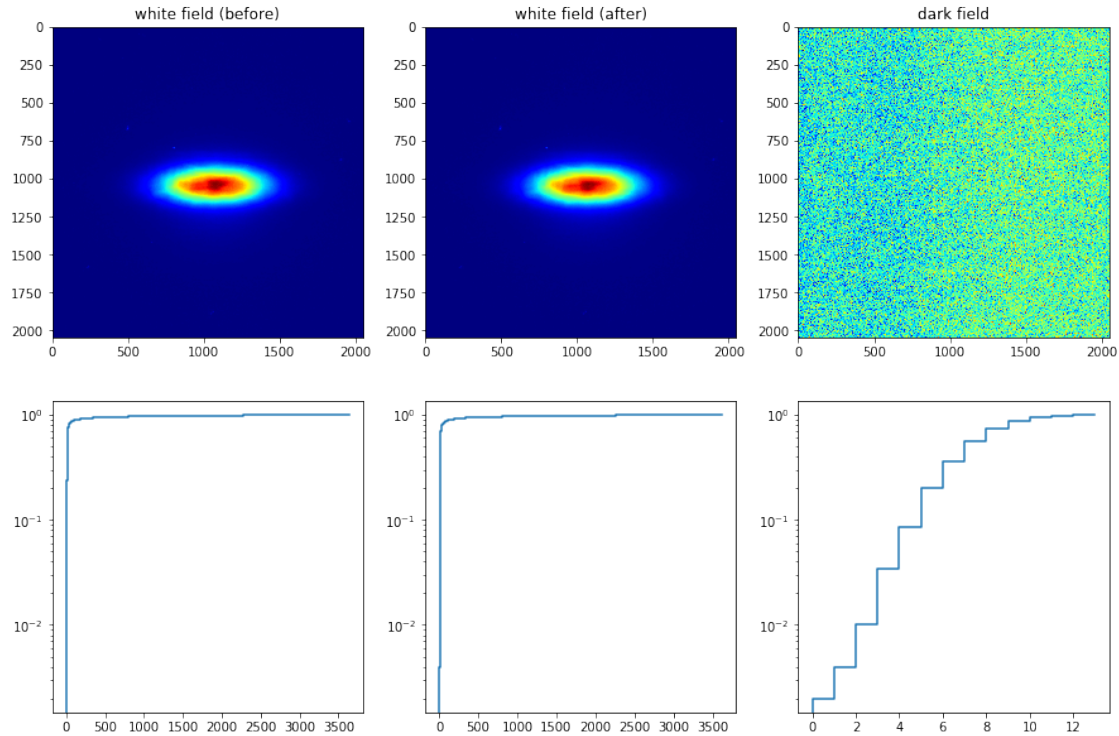 white field (before) white field (after) dark field
0 0 0
250 250 250
500 500 500
750 750 750
1000 1000 1000
1250 1250 1250
1500 1500 1500
1750 1750 1750
2000 2000 2000
0 500 1000 1500 2000 0 500 1000 1500 2000 0 500 1000 1500 2000
10⁰ 10⁰ 10⁰
10⁻¹ 10⁻¹ 10⁻¹
10⁻² 10⁻² 10⁻²
0 500 1000 1500 2000 2500 3000 3500 0 500 1000 1500 2000 2500 3000 3500 0 2 4 6 8 10 12